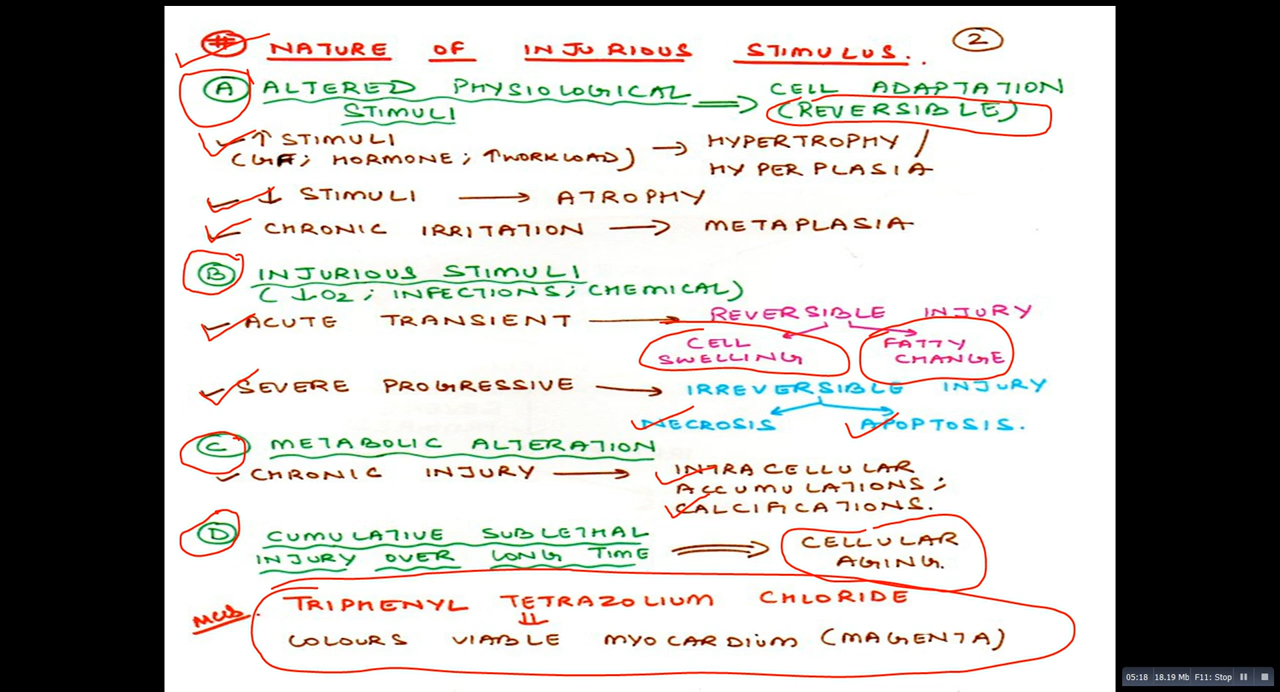 # NATURE OF INJURIOUS STIMULUS.. 2
A ALTERED PHYSIOLOGICAL STIMULI ⇒ CELL ADAPTATION (REVERSIBLE)
↑ STIMULI (GF; HORMONE; ↑WORKLOAD) → HYPERTROPHY / HYPERPLASIA
↓ STIMULI → ATROPHY
CHRONIC IRRITATION → METAPLASIA
B INJURIOUS STIMULI
(↓O2; INFECTIONS; CHEMICAL)
ACUTE TRANSIENT → REVERSIBLE INJURY
CELL SWELLING FATTY CHANGE
SEVERE PROGRESSIVE → IRREVERSIBLE INJURY
NECROSIS APOPTOSIS.
C METABOLIC ALTERATION
CHRONIC INJURY → INTRACELLULAR ACCUMULATIONS;
CALCIFICATIONS.
D CUMULATIVE SUBLETHAL INJURY OVER LONG TIME ⇒ CELLULAR AGING.
MCQ. TRIPHENYL TETRAZOLIUM CHLORIDE
⇓
COLOURS VIABLE MYOCARDIUM (MAGENTA)
05:18 18.19 Mb F11: Stop